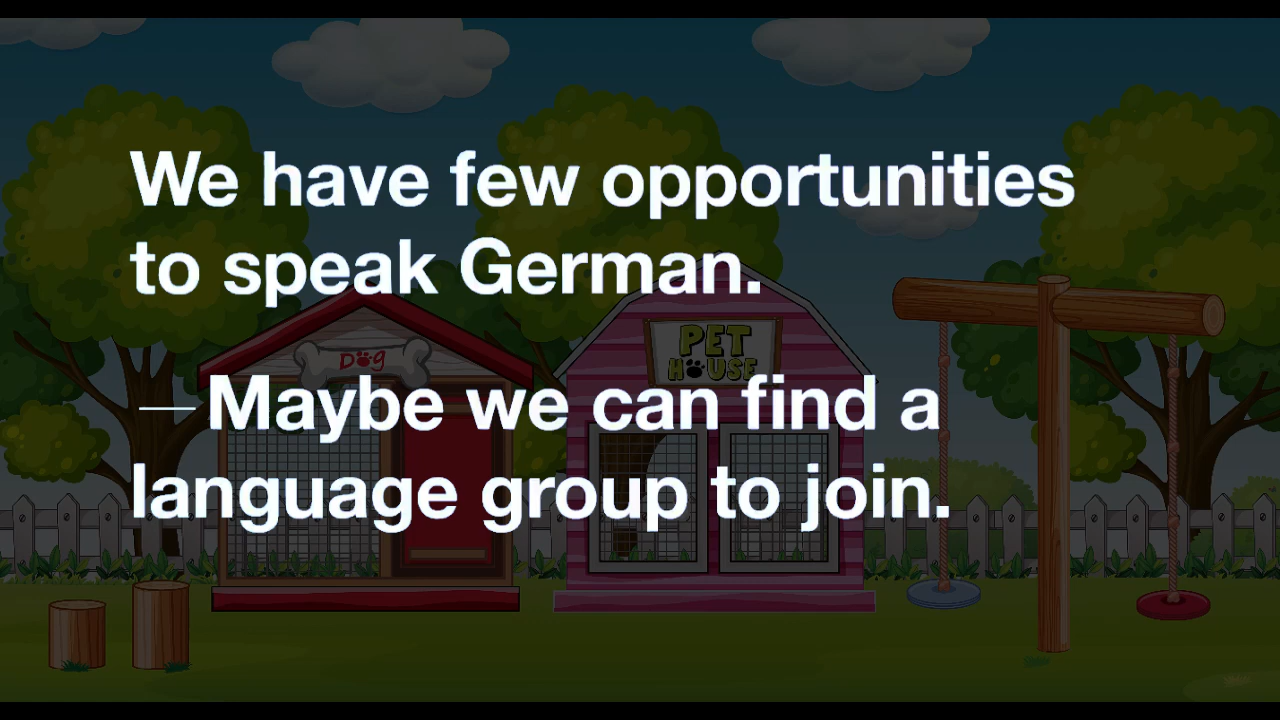 We have few opportunities
to speak German.
—Maybe we can find a
language group to join.
Dog
PET
HOUSE